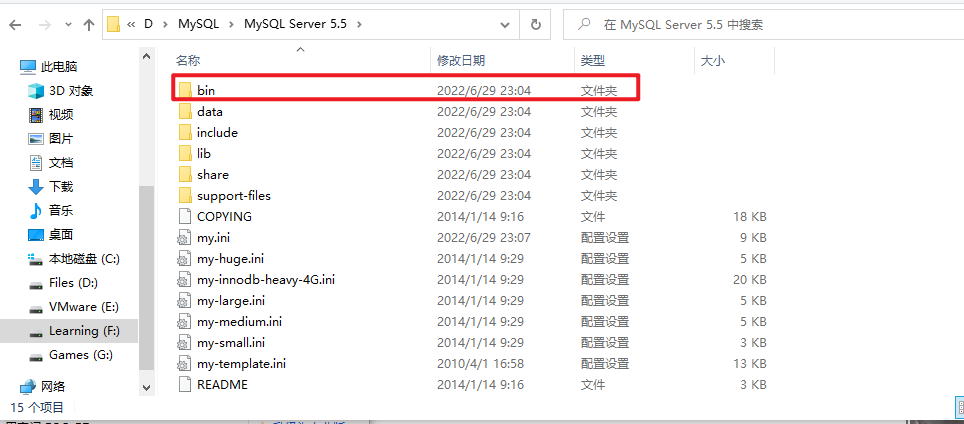 D MySQL MySQL Server 5.5
在 MySQL Server 5.5 中搜索
名称 修改日期 类型 大小
此电脑
3D 对象
视频
图片
文档
下载
音乐
桌面
本地磁盘 (C:)
Files (D:)
VMware (E:)
Learning (F:)
Games (G:)
网络
bin 2022/6/29 23:04 文件夹
data 2022/6/29 23:04 文件夹
include 2022/6/29 23:04 文件夹
lib 2022/6/29 23:04 文件夹
share 2022/6/29 23:04 文件夹
support-files 2022/6/29 23:04 文件夹
COPYING 2014/1/14 9:16 文件 18 KB
my.ini 2022/6/29 23:07 配置设置 9 KB
my-huge.ini 2014/1/14 9:29 配置设置 5 KB
my-innodb-heavy-4G.ini 2014/1/14 9:29 配置设置 20 KB
my-large.ini 2014/1/14 9:29 配置设置 5 KB
my-medium.ini 2014/1/14 9:29 配置设置 5 KB
my-small.ini 2014/1/14 9:29 配置设置 3 KB
my-template.ini 2010/4/1 16:58 配置设置 13 KB
README 2014/1/14 9:16 文件 3 KB
15 个项目